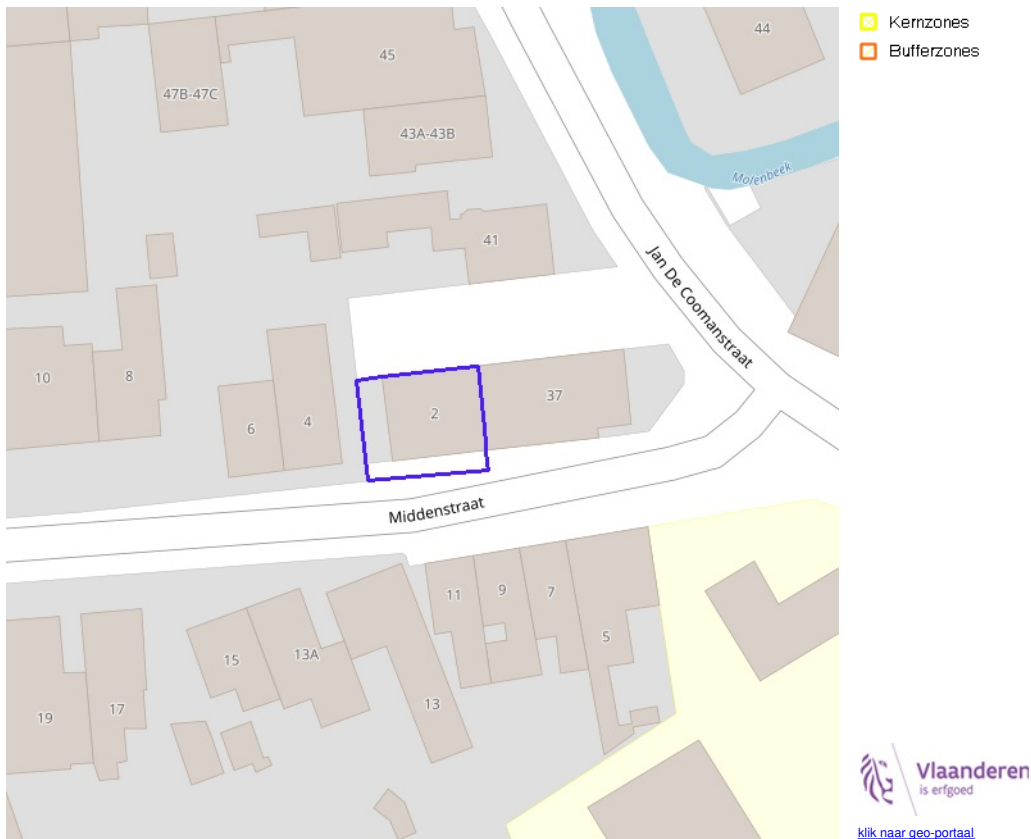 Kernzones
Bufferzones
44
45
47B-47C
43A-43B
Molenbeek
41
Jan De Coomanstraat
10
8
37
2
4
6
Middenstraat
11
9
7
5
13A
15
13
17
19
Vlaanderen
is erfgoed
klik naar geo-portaal